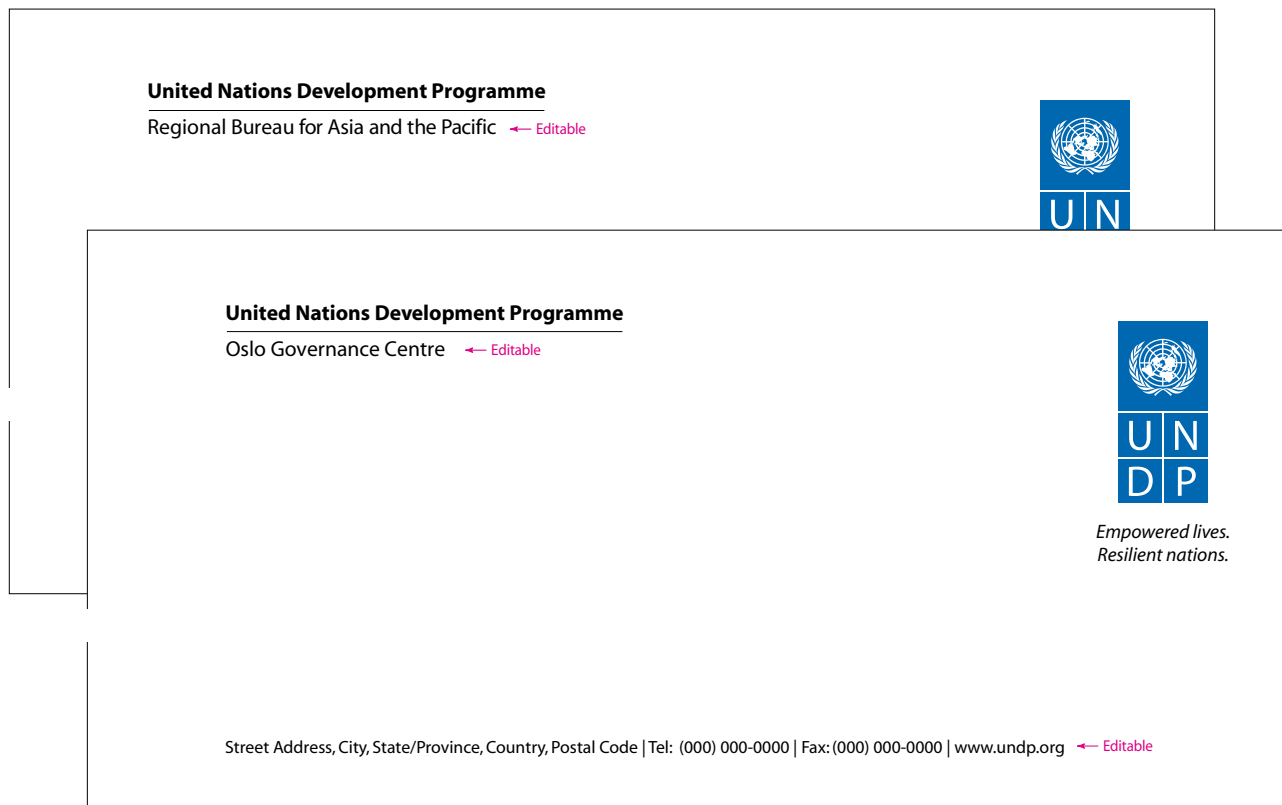 United Nations Development Programme
Regional Bureau for Asia and the Pacific Editable
U N
United Nations Development Programme
Oslo Governance Centre Editable
U N
D P
Empowered lives.
Resilient nations.
Street Address, City, State/Province, Country, Postal Code | Tel: (000) 000-0000 | Fax: (000) 000-0000 | www.undp.org Editable